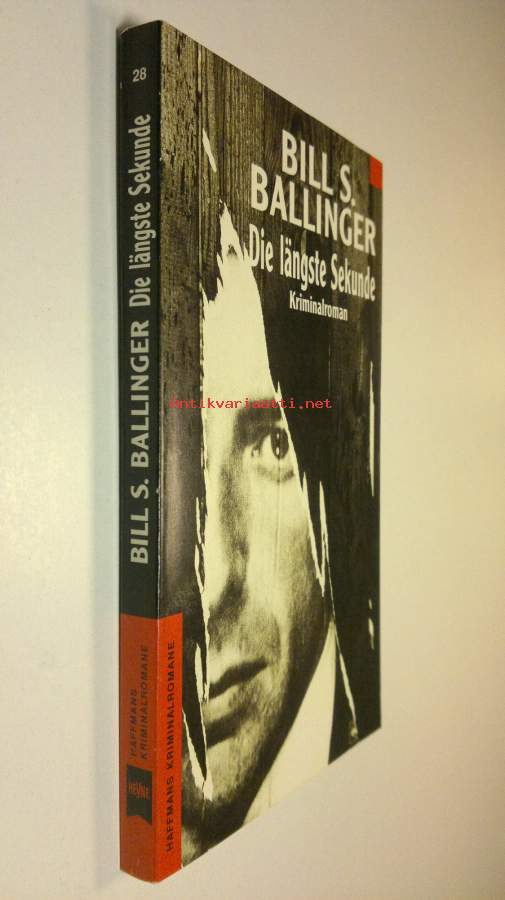 28
BILL S. BALLINGER Die längste Sekunde
HAFFMANS
KRIMINALROMANE
HEYNE
HAFFMANS KRIMINALROMANE
BILL S.
BALLINGER
Die längste Sekunde
Kriminalroman
Antikvariaatti.net